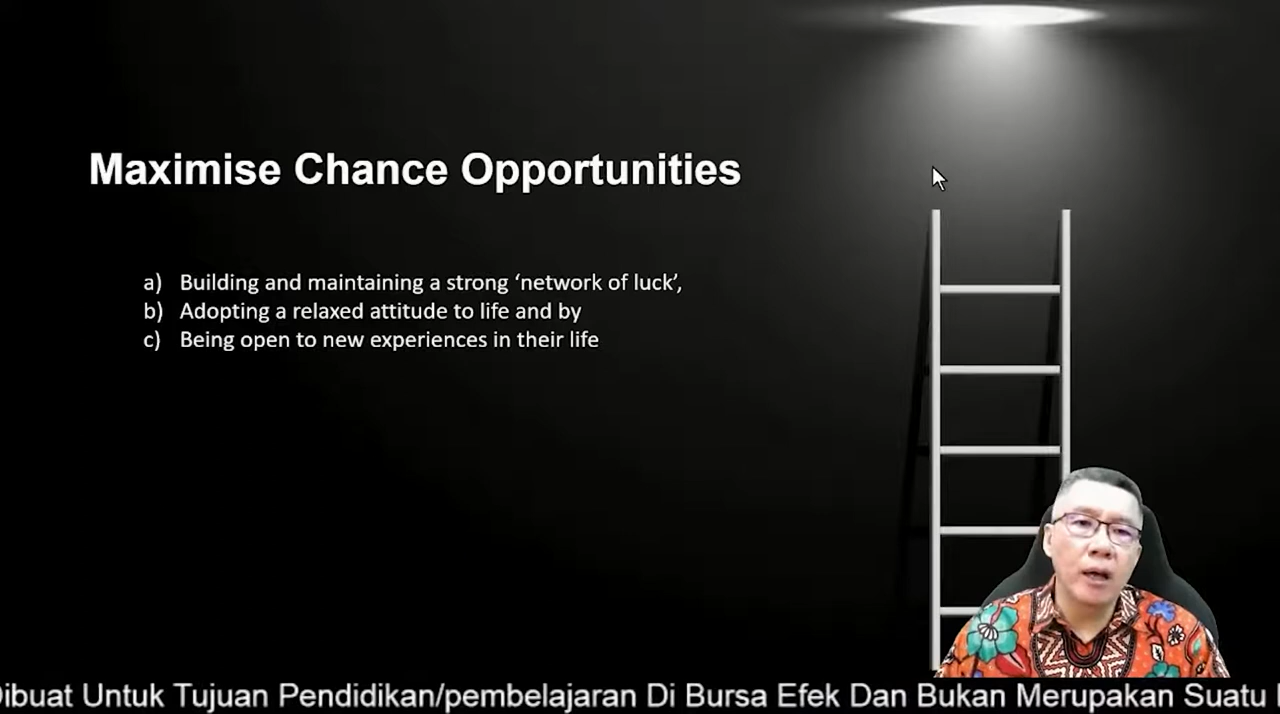 Maximise Chance Opportunities
a) Building and maintaining a strong ‘network of luck’,
b) Adopting a relaxed attitude to life and by
c) Being open to new experiences in their life
Dibuat Untuk Tujuan Pendidikan/pembelajaran Di Bursa Efek Dan Bukan Merupakan Suatu